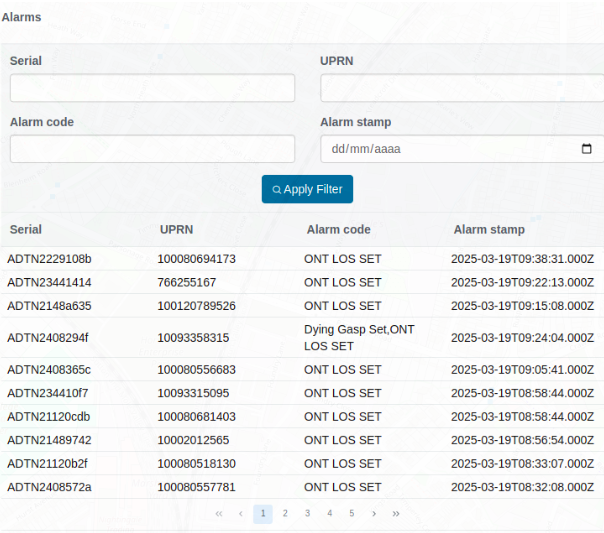 Alarms
Serial UPRN
Alarm code Alarm stamp
dd/mm/aaaa
Apply Filter
Serial UPRN Alarm code Alarm stamp
ADTN2229108b 100080694173 ONT LOS SET 2025-03-19T09:38:31.000Z
ADTN23441414 766255167 ONT LOS SET 2025-03-19T09:22:13.000Z
ADTN2148a635 100120789526 ONT LOS SET 2025-03-19T09:15:08.000Z
ADTN2408294f 10093358315 Dying Gasp Set,ONT LOS SET 2025-03-19T09:24:04.000Z
ADTN2408365c 100080556683 ONT LOS SET 2025-03-19T09:05:41.000Z
ADTN234410f7 10093315095 ONT LOS SET 2025-03-19T08:58:44.000Z
ADTN21120cdb 100080681403 ONT LOS SET 2025-03-19T08:58:44.000Z
ADTN21489742 10002012565 ONT LOS SET 2025-03-19T08:56:54.000Z
ADTN21120b2f 100080518130 ONT LOS SET 2025-03-19T08:33:07.000Z
ADTN2408572a 100080557781 ONT LOS SET 2025-03-19T08:32:08.000Z
« ‹ 1 2 3 4 5 › »